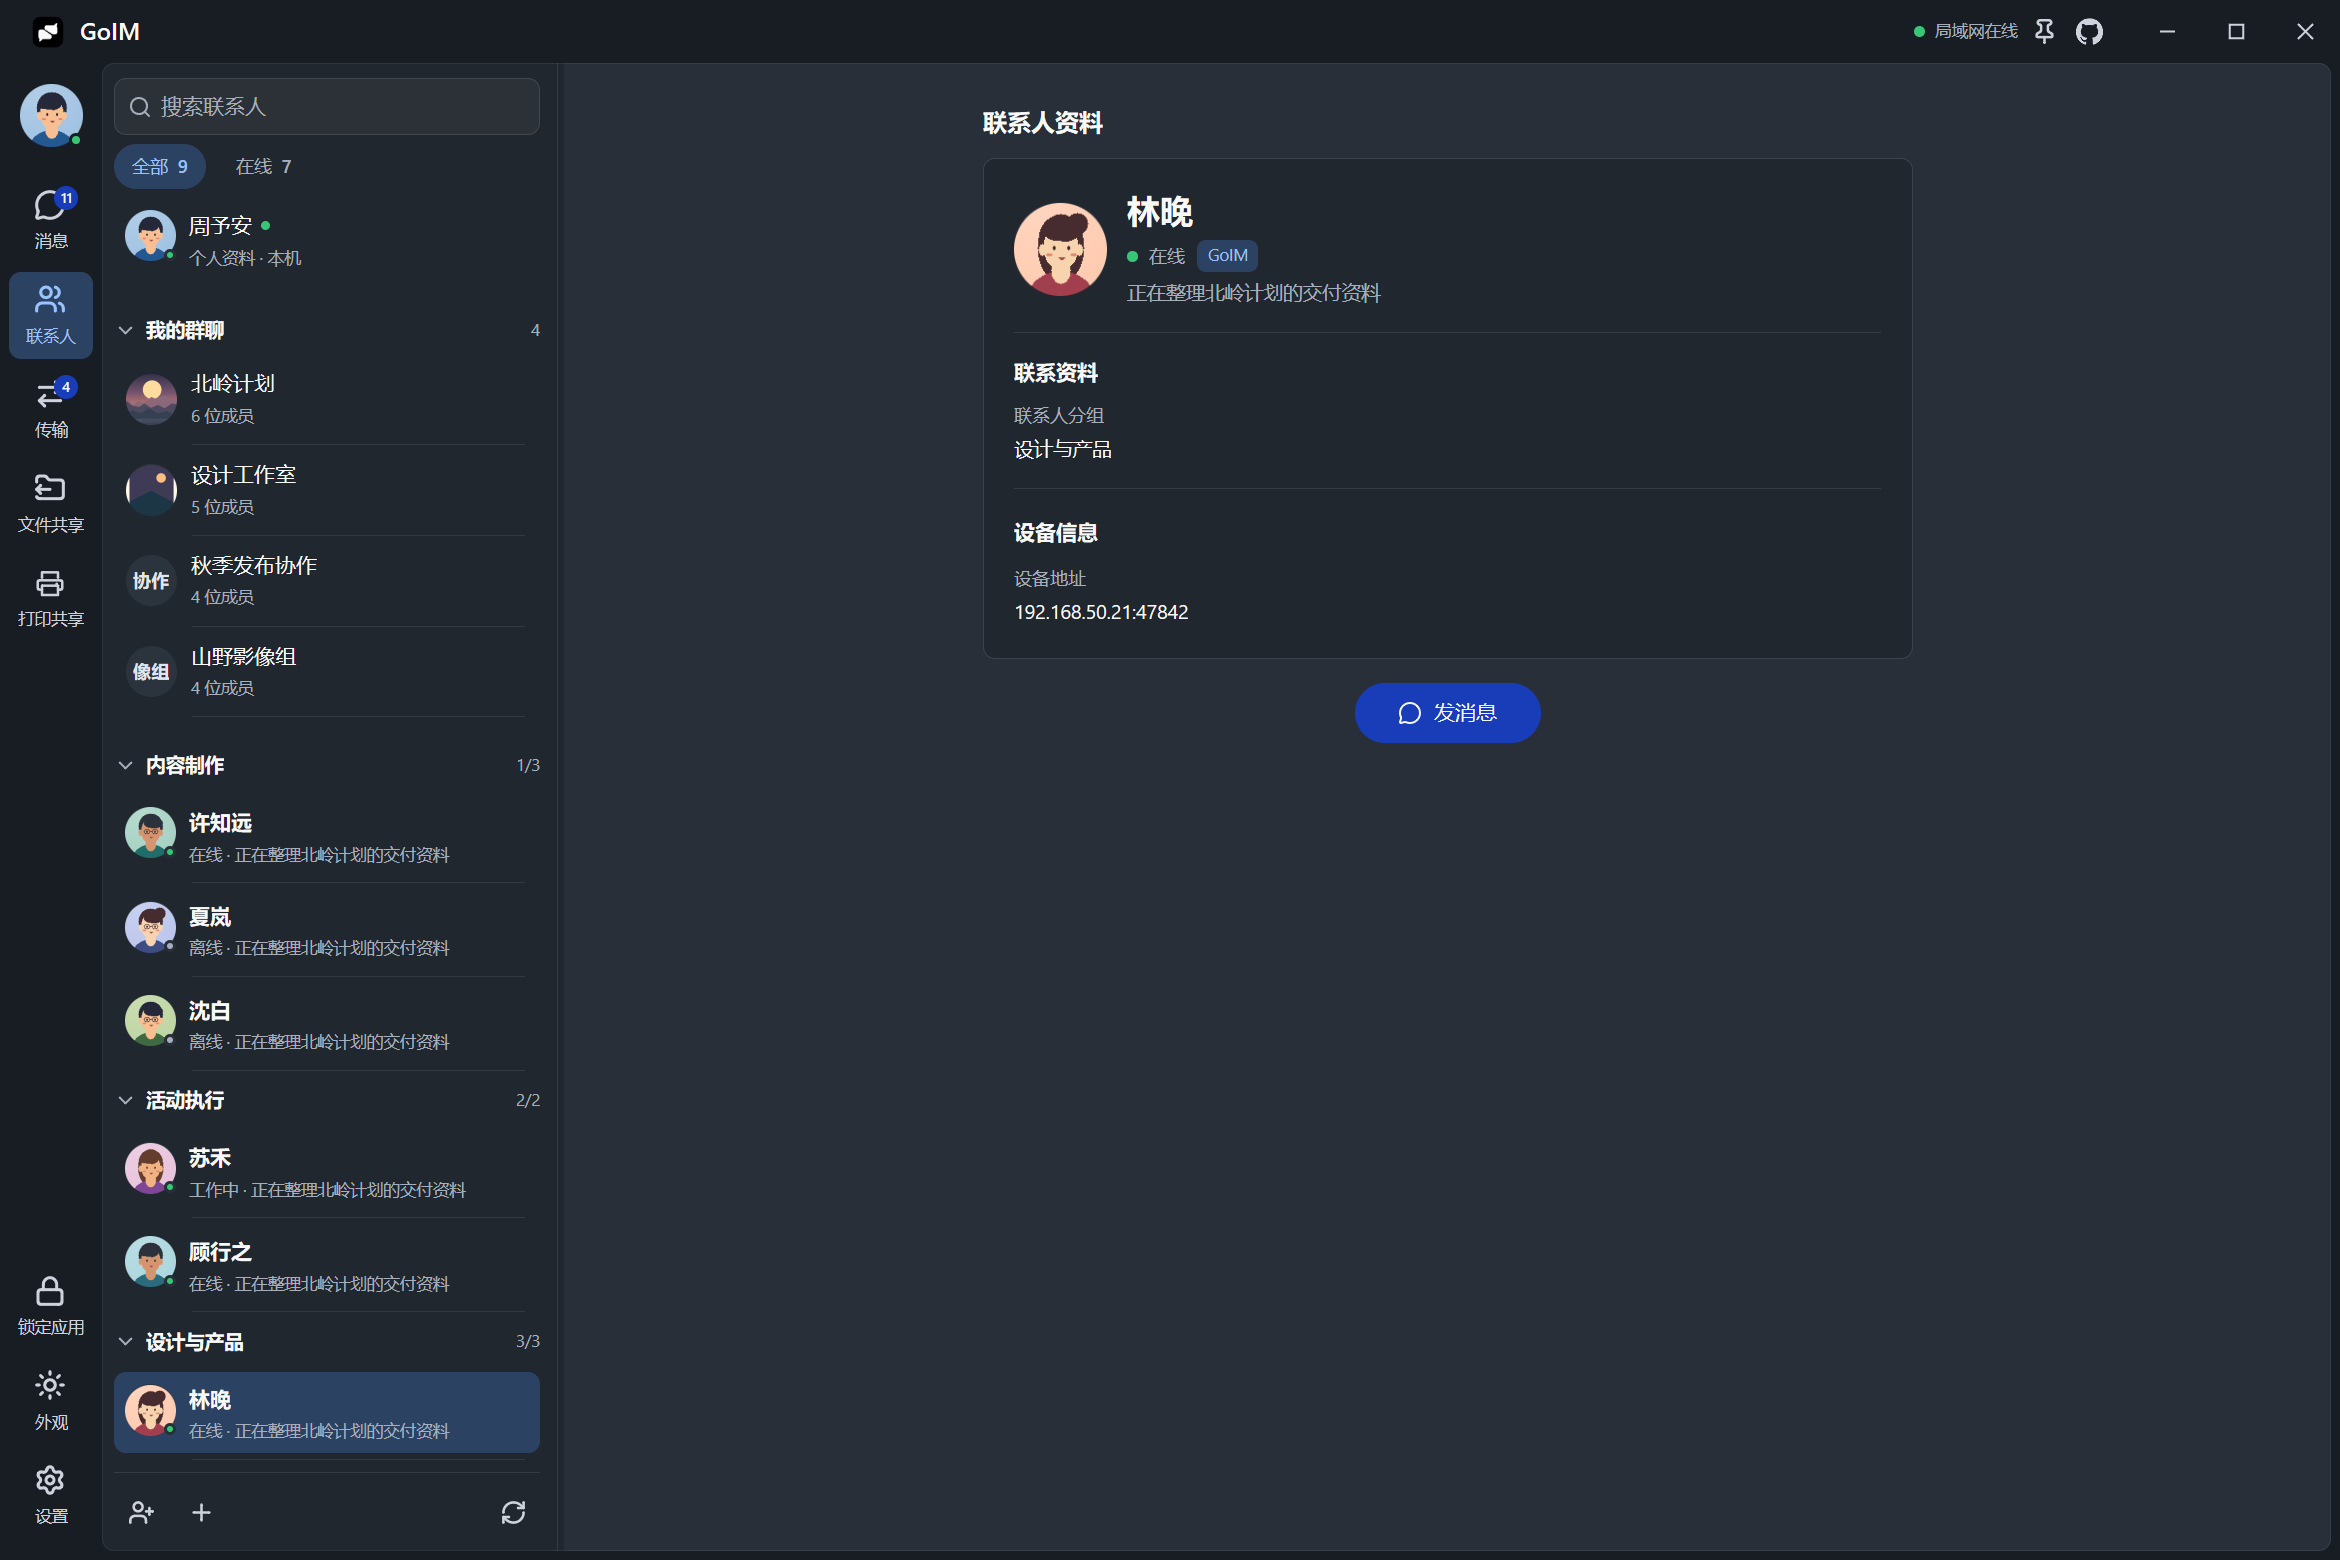 GoIM
局域网在线
搜索联系人
全部 9
在线 7
周予安
个人资料 · 本机
我的群聊
4
北岭计划
6 位成员
设计工作室
5 位成员
协作
秋季发布协作
4 位成员
像组
山野影像组
4 位成员
内容制作
1/3
许知远
在线 · 正在整理北岭计划的交付资料
夏岚
离线 · 正在整理北岭计划的交付资料
沈白
离线 · 正在整理北岭计划的交付资料
活动执行
2/2
苏禾
工作中 · 正在整理北岭计划的交付资料
顾行之
在线 · 正在整理北岭计划的交付资料
设计与产品
3/3
林晚
在线 · 正在整理北岭计划的交付资料
11
消息
联系人
4
传输
文件共享
打印共享
锁定应用
外观
设置
联系人资料
林晚
在线
GoIM
正在整理北岭计划的交付资料
联系资料
联系人分组
设计与产品
设备信息
设备地址
192.168.50.21:47842
发消息